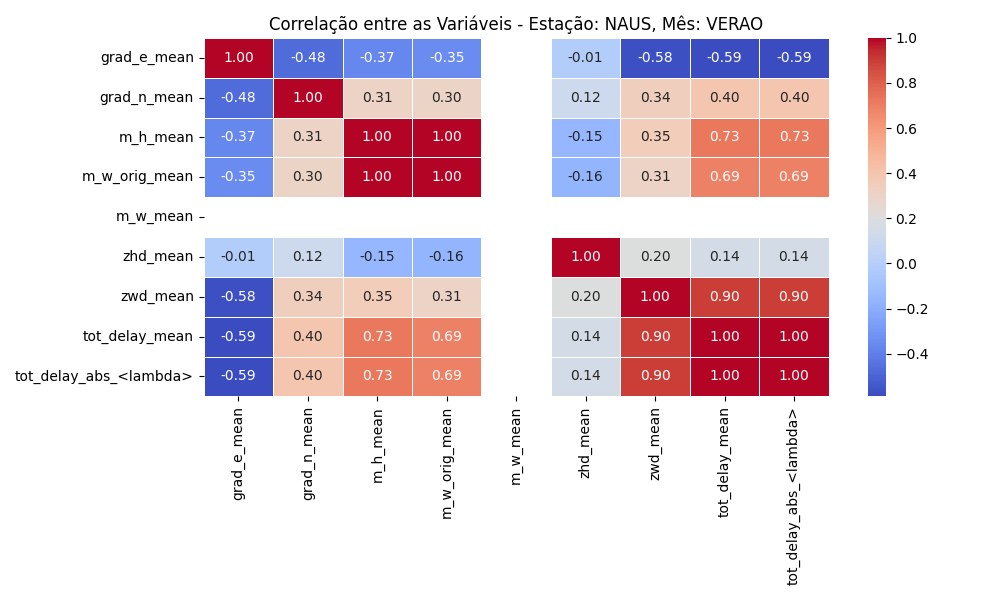 Correlação entre as Variáveis - Estação: NAUS, Mês: VERAO
grad_e_mean 1.00 -0.48 -0.37 -0.35 -0.01 -0.58 -0.59 -0.59
grad_n_mean -0.48 1.00 0.31 0.30 0.12 0.34 0.40 0.40
m_h_mean -0.37 0.31 1.00 1.00 -0.15 0.35 0.73 0.73
m_w_orig_mean -0.35 0.30 1.00 1.00 -0.16 0.31 0.69 0.69
m_w_mean
zhd_mean -0.01 0.12 -0.15 -0.16 1.00 0.20 0.14 0.14
zwd_mean -0.58 0.34 0.35 0.31 0.20 1.00 0.90 0.90
tot_delay_mean -0.59 0.40 0.73 0.69 0.14 0.90 1.00 1.00
tot_delay_abs_<lambda> -0.59 0.40 0.73 0.69 0.14 0.90 1.00 1.00
grad_e_mean
grad_n_mean
m_h_mean
m_w_orig_mean
m_w_mean
zhd_mean
zwd_mean
tot_delay_mean
tot_delay_abs_<lambda>
1.0
0.8
0.6
0.4
0.2
0.0
−0.2
−0.4